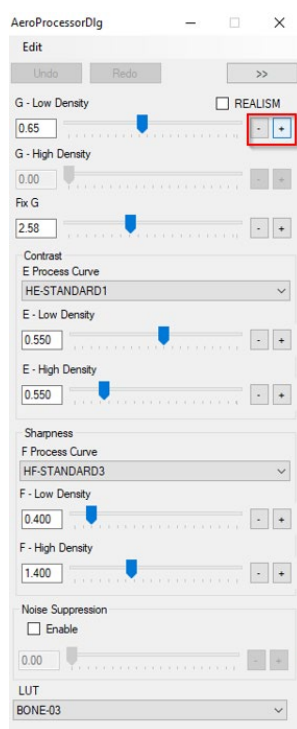 AeroProcessorDlg
Edit
Undo Redo >>
G - Low Density REALISM
0.65 - +
G - High Density
0.00 - +
Fix G
2.58 - +
Contrast
E Process Curve
HE-STANDARD1
E - Low Density
0.550 - +
E - High Density
0.550 - +
Sharpness
F Process Curve
HF-STANDARD3
F - Low Density
0.400 - +
F - High Density
1.400 - +
Noise Suppression
Enable
0.00 - +
LUT
BONE-03